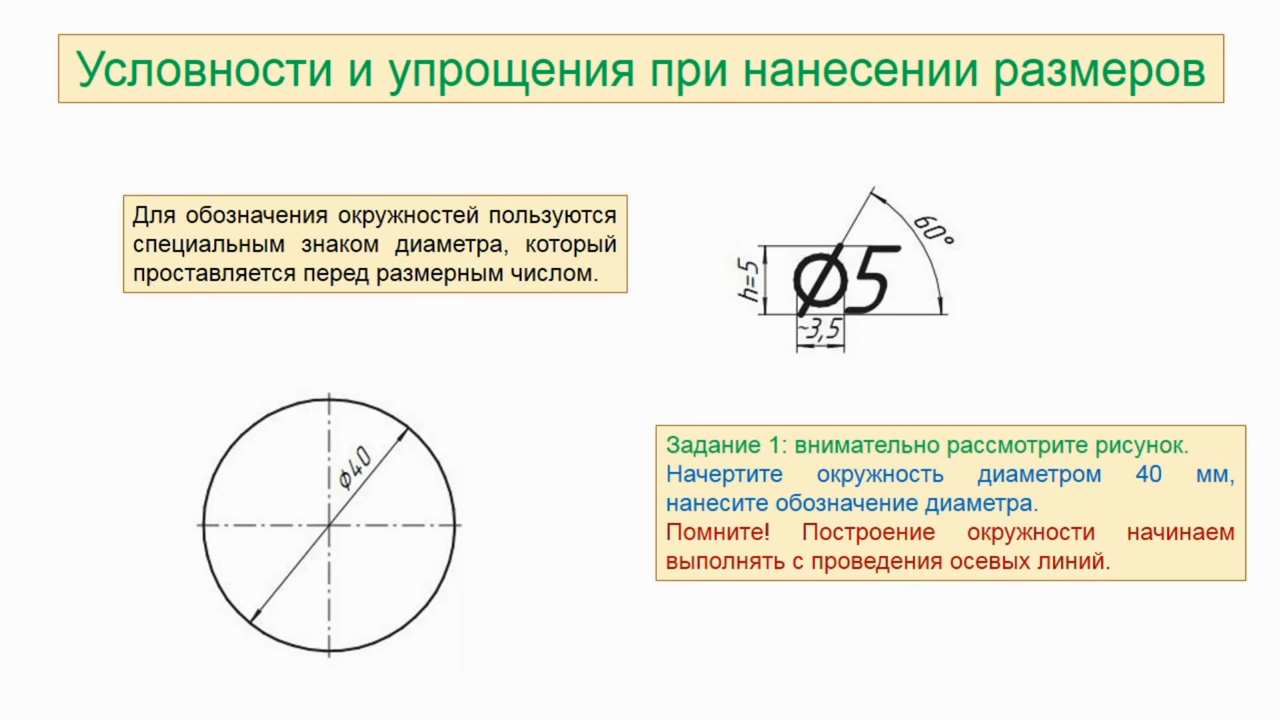 Условности и упрощения при нанесении размеров
Для обозначения окружностей пользуются
специальным знаком диаметра, который
проставляется перед размерным числом.
h=5
⌀5
60°
~3,5
⌀40
Задание 1: внимательно рассмотрите рисунок.
Начертите окружность диаметром 40 мм,
нанесите обозначение диаметра.
Помните! Построение окружности начинаем
выполнять с проведения осевых линий.